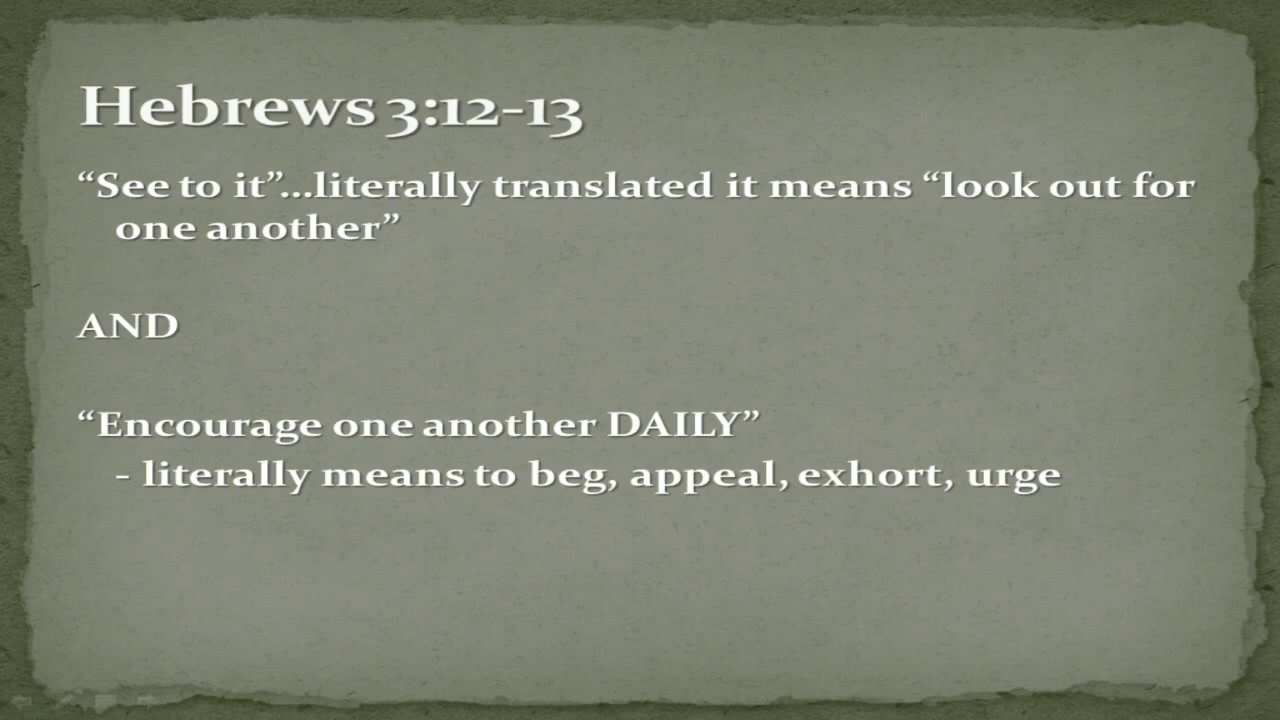 Hebrews 3:12-13
“See to it”...literally translated it means “look out for
one another”
AND
“Encourage one another DAILY”
- literally means to beg, appeal, exhort, urge